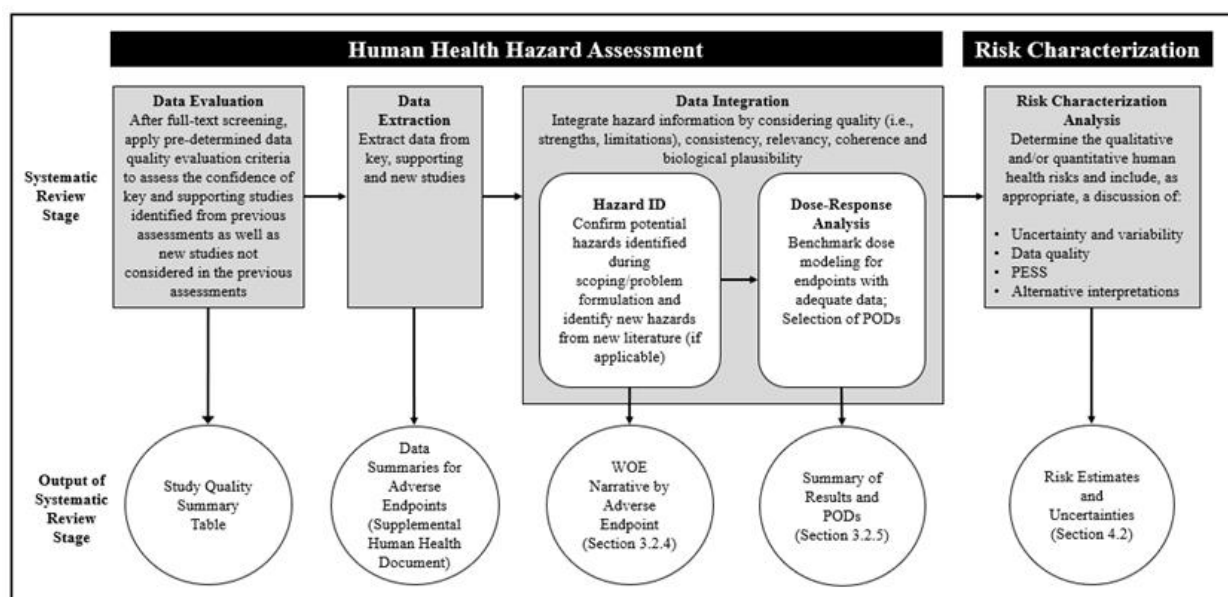 Human Health Hazard Assessment
Risk Characterization
Systematic
Review
Stage
Data Evaluation
After full-text screening,
apply pre-determined data
quality evaluation criteria
to assess the confidence of
key and supporting studies
identified from previous
assessments as well as
new studies not
considered in the previous
assessments
Data
Extraction
Extract data from
key, supporting
and new studies
Data Integration
Integrate hazard information by considering quality (i.e.,
strengths, limitations), consistency, relevancy, coherence and
biological plausibility
Hazard ID
Confirm potential
hazards identified
during
scoping/problem
formulation and
identify new hazards
from new literature (if
applicable)
Dose-Response
Analysis
Benchmark dose
modeling for
endpoints with
adequate data;
Selection of PODs
Risk Characterization
Analysis
Determine the qualitative
and/or quantitative human
health risks and include, as
appropriate, a discussion of:
• Uncertainty and variability
• Data quality
• PESS
• Alternative interpretations
Output of
Systematic
Review
Stage
Study Quality
Summary
Table
Data
Summaries for
Adverse
Endpoints
(Supplemental
Human Health
Document)
WOE
Narrative by
Adverse
Endpoint
(Section 3.2.4)
Summary of
Results and
PODs
(Section 3.2.5)
Risk Estimates
and
Uncertainties
(Section 4.2)